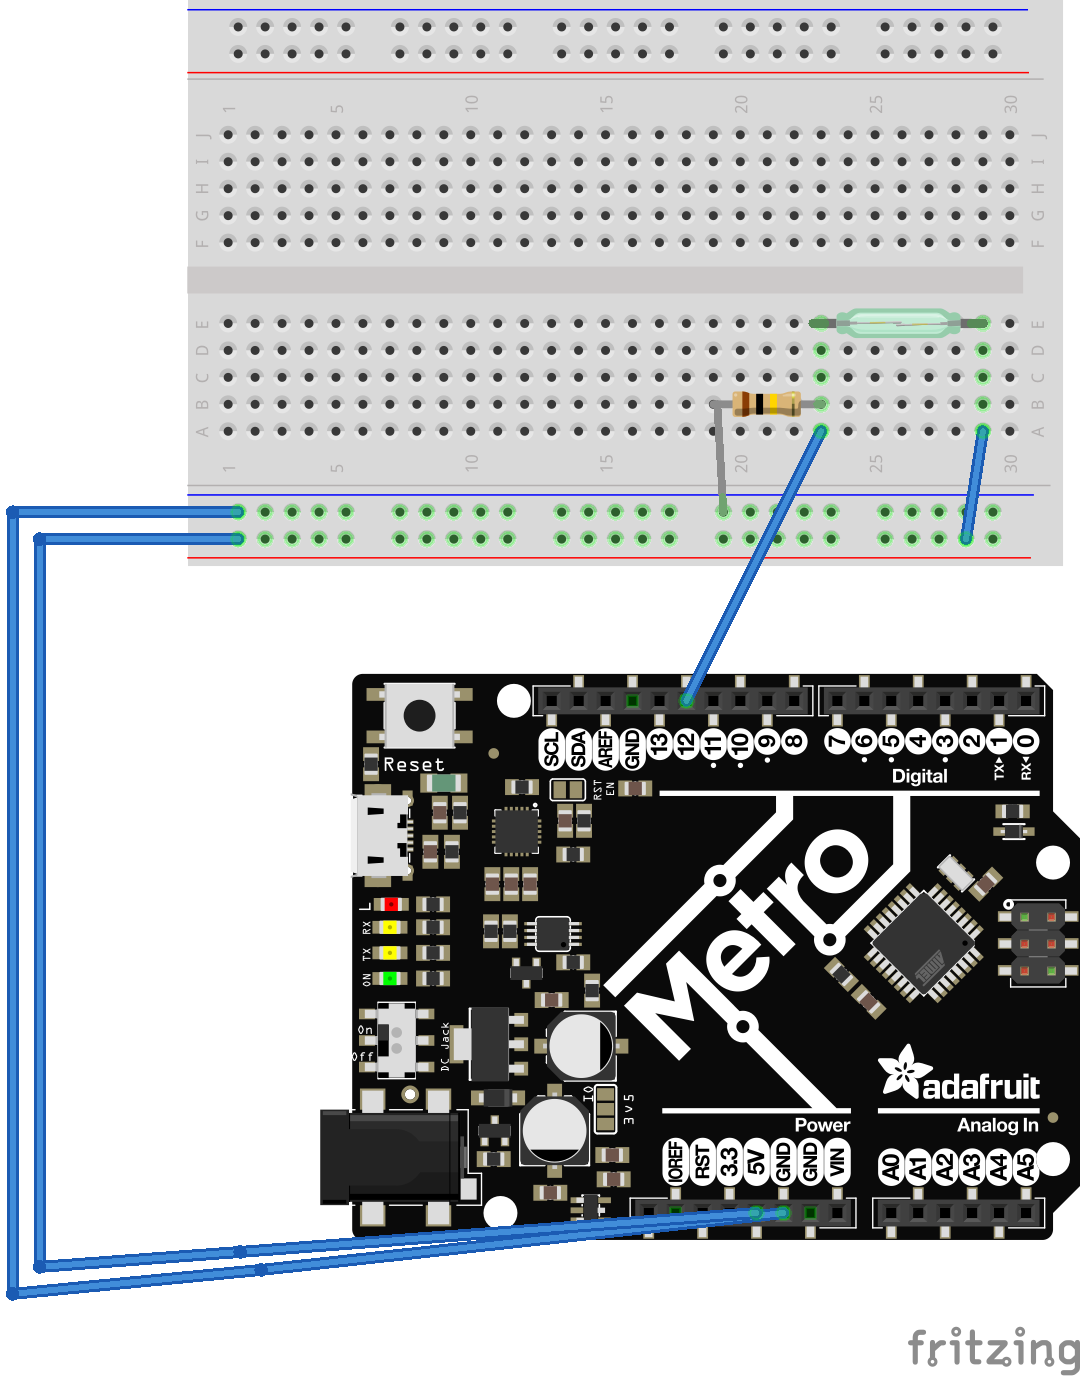 1 5 10 15 20 25 30
J J
I I
H H
G G
F F
E E
D D
C C
B B
A A
1 5 10 15 20 25 30
SCL SDA AREF GND 13 12 11 10 9 8 7 6 5 4 3 2 1 0
TX RX
Reset
RST
EN
Digital
Metro
L
RX
TX
ON
On
Off
DC Jack
IO
3v5
ATMEL
adafruit
Power
Analog In
IOREF RST 3.3 5V GND GND VIN A0 A1 A2 A3 A4 A5
fritzing